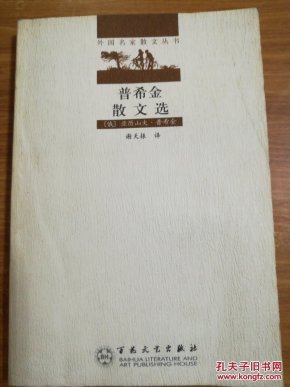 外国名家散文丛书
普希金
散文选
〔俄〕亚历山大·普希金
谢天振 译
百花文艺出版社
BAIHUA LITERATURE AND
ART PUBLISHING HOUSE
孔夫子旧书网